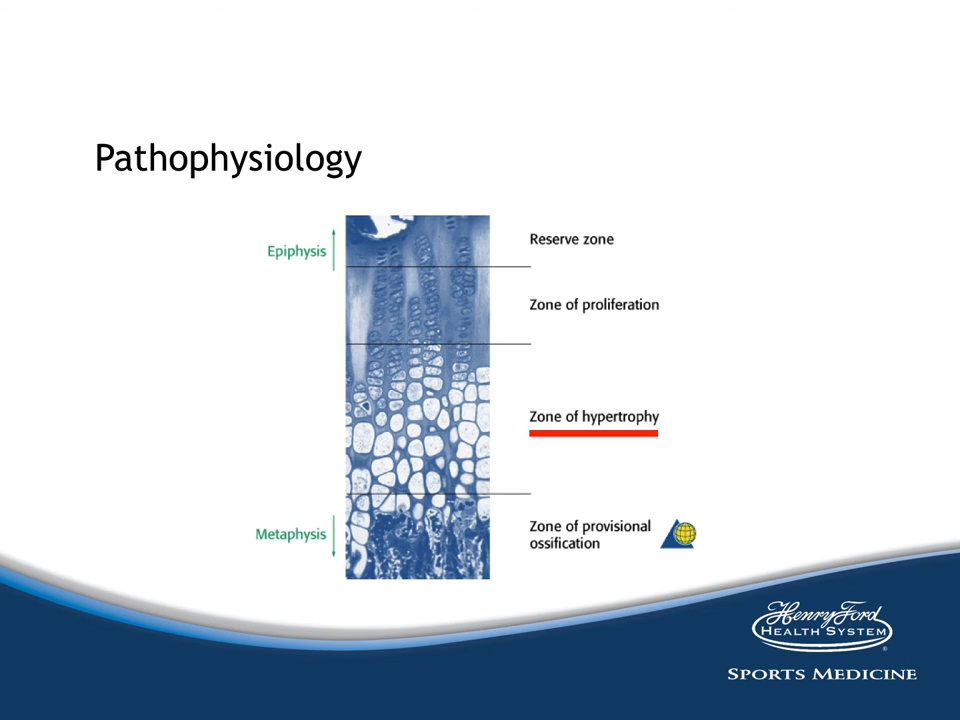 Pathophysiology
Reserve zone
Epiphysis
Zone of proliferation
Zone of hypertrophy
Zone of provisional
ossification
Metaphysis
Henry Ford
HEALTH SYSTEM
®
SPORTS MEDICINE